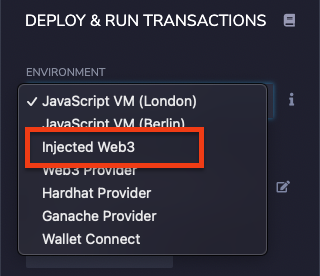 DEPLOY & RUN TRANSACTIONS
ENVIRONMENT
✓ JavaScript VM (London)
JavaScript VM (Berlin)
Injected Web3
Web3 Provider
Hardhat Provider
Ganache Provider
Wallet Connect